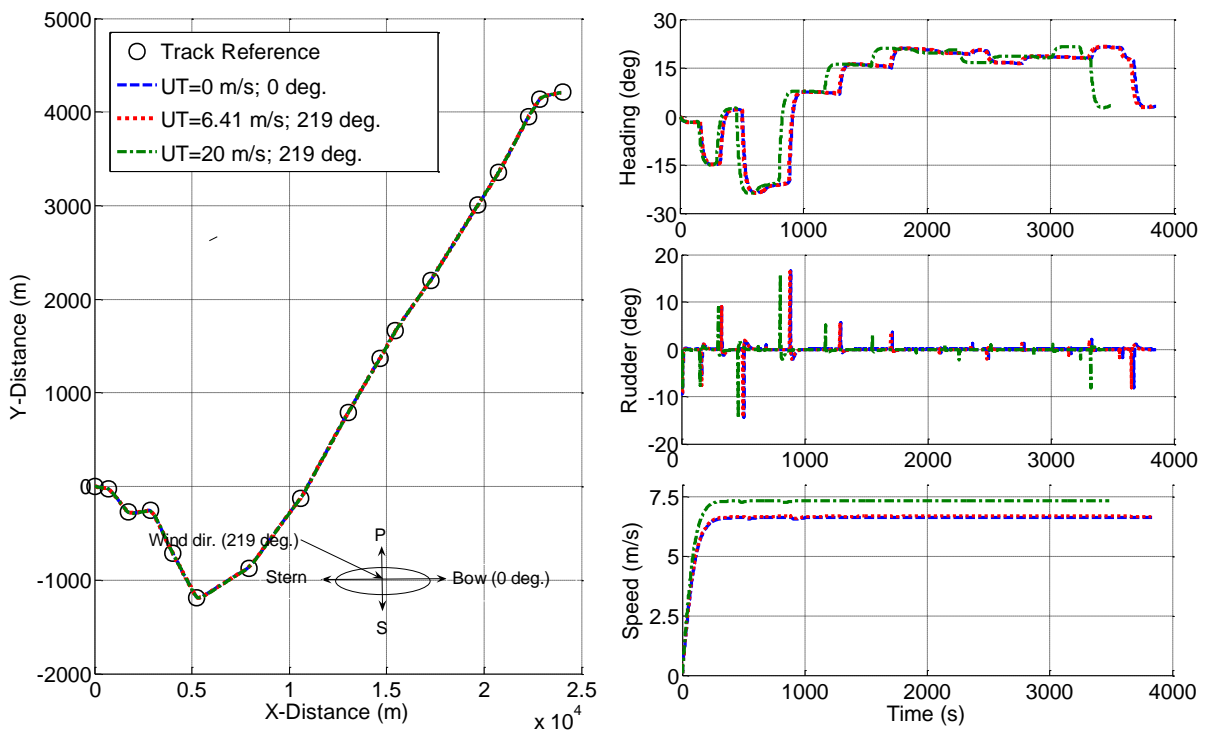 5000
4000
3000
2000
1000
0
-1000
-2000
Y-Distance (m)
Track Reference
UT=0 m/s; 0 deg.
UT=6.41 m/s; 219 deg.
UT=20 m/s; 219 deg.
Wind dir. (219 deg.)
P
Stern
Bow (0 deg.)
S
0
0.5
1
1.5
2
2.5
x 10^4
X-Distance (m)
30
15
0
-15
-30
Heading (deg)
0
1000
2000
3000
4000
20
10
0
-10
-20
Rudder (deg)
0
1000
2000
3000
4000
7.5
5
2.5
0
Speed (m/s)
0
1000
2000
3000
4000
Time (s)